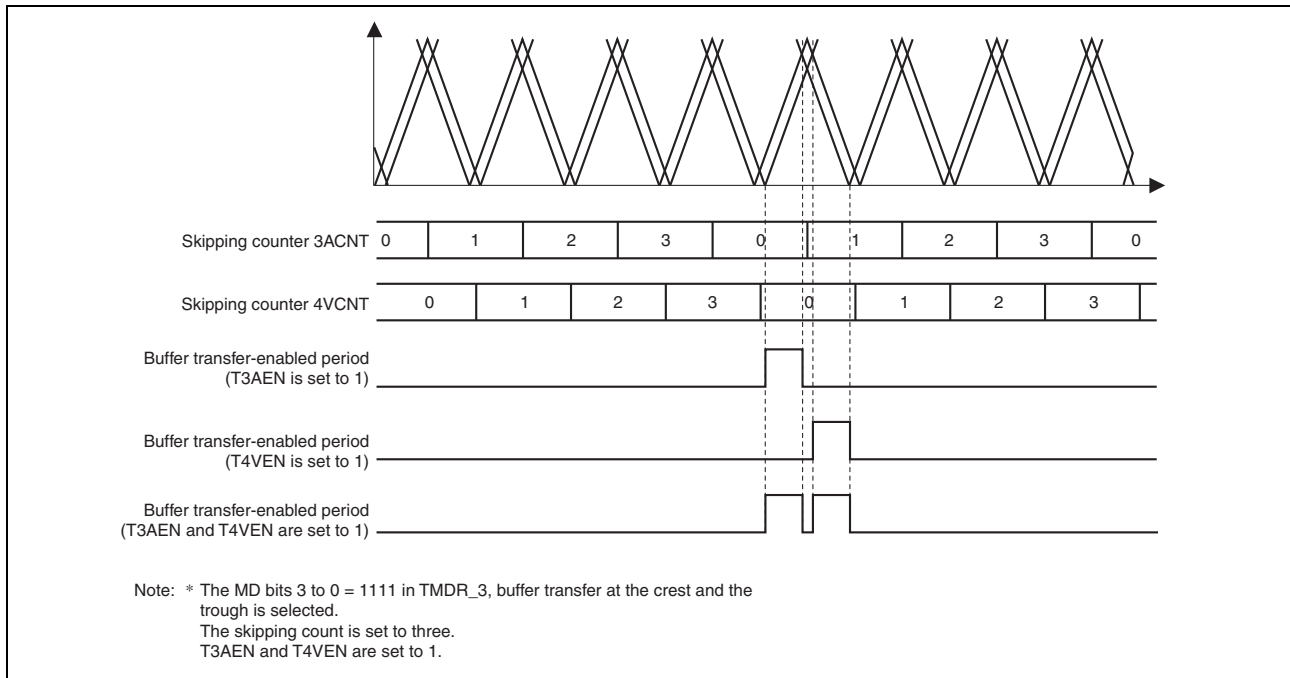 Skipping counter 3ACNT 0 1 2 3 0 1 2 3 0
Skipping counter 4VCNT 0 1 2 3 0 1 2 3
Buffer transfer-enabled period
(T3AEN is set to 1)
Buffer transfer-enabled period
(T4VEN is set to 1)
Buffer transfer-enabled period
(T3AEN and T4VEN are set to 1)
Note: * The MD bits 3 to 0 = 1111 in TMDR_3, buffer transfer at the crest and the
trough is selected.
The skipping count is set to three.
T3AEN and T4VEN are set to 1.